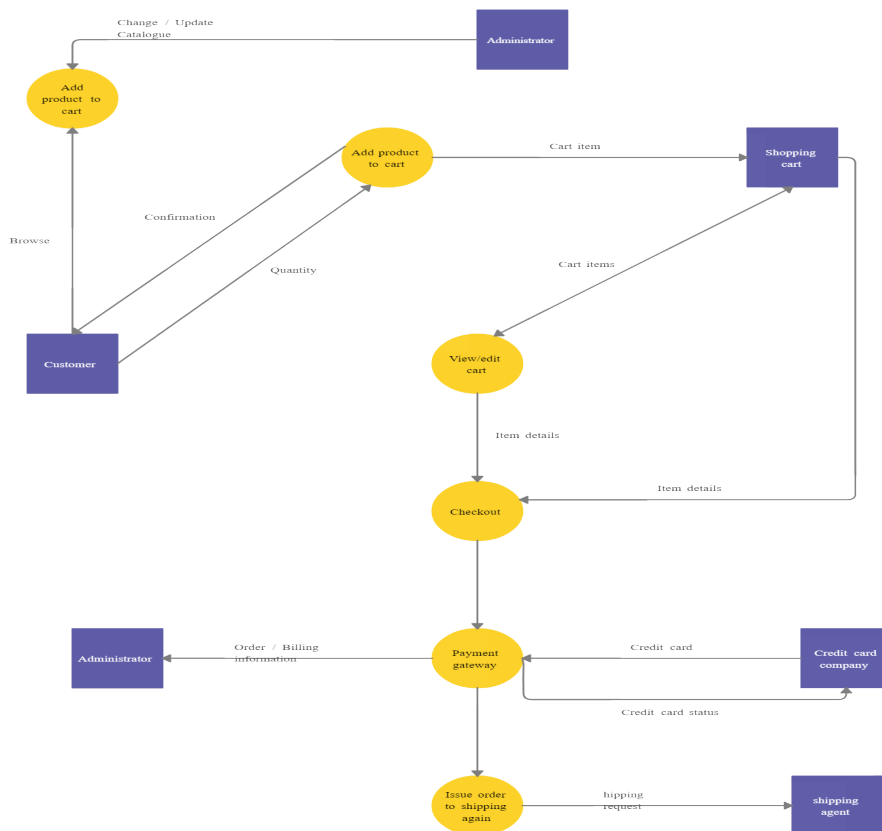 Change / Update
Catalogue
Administrator
Add
product to
cart
Add product
to cart
Cart item
Shopping
cart
Confirmation
Browse
Quantity
Cart items
Customer
View/edit
cart
Item details
Item details
Checkout
Administrator
Order / Billing
information
Payment
gateway
Credit card
Credit card
company
Credit card status
Issue order
to shipping
again
hipping
request
shipping
agent